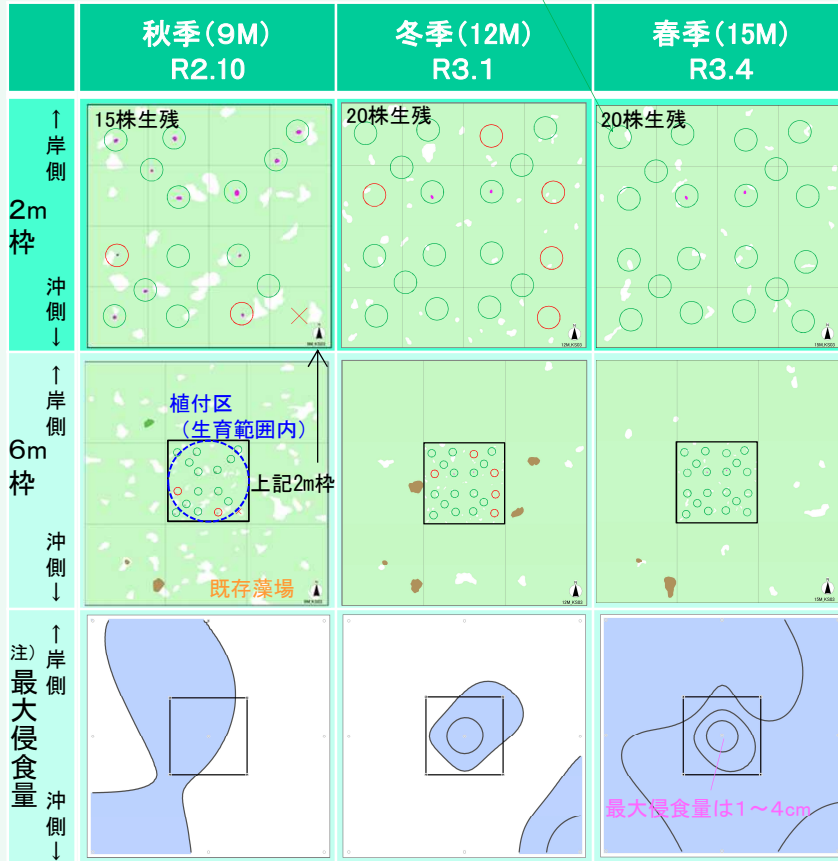 秋季(9M)
R2.10
冬季(12M)
R3.1
春季(15M)
R3.4
2m
枠
↑
岸
側
沖
側
↓
15株生残
20株生残
20株生残
6m
枠
↑
岸
側
沖
側
↓
植付区
(生育範囲内)
上記2m枠
既存藻場
注)
最大侵食量
↑
岸
側
沖
側
↓
最大侵食量は1～4cm